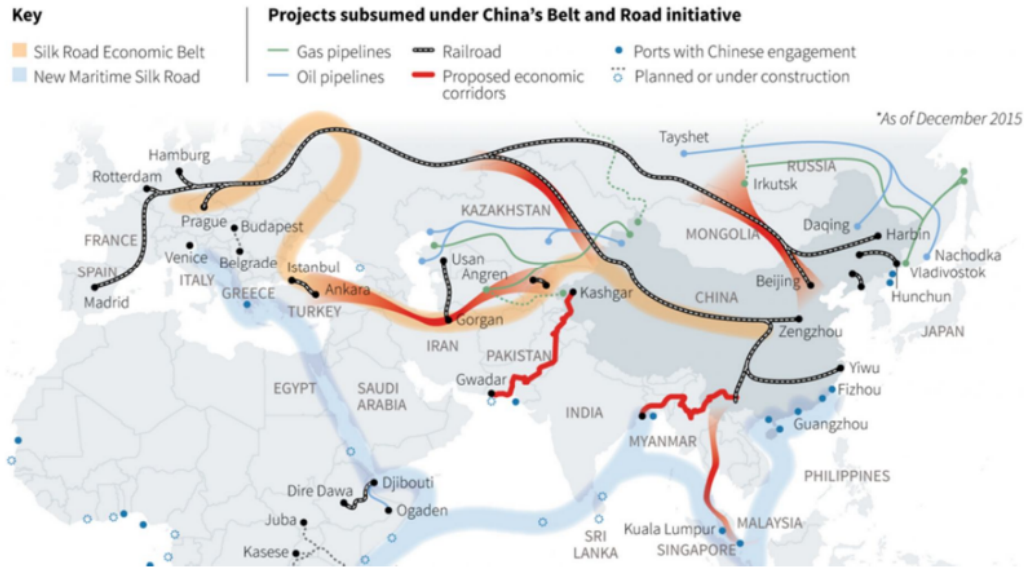 Key
Projects subsumed under China's Belt and Road initiative
Silk Road Economic Belt
New Maritime Silk Road
Gas pipelines
Oil pipelines
Railroad
Proposed economic
corridors
Ports with Chinese engagement
Planned or under construction
*As of December 2015
Tayshet
Hamburg
RUSSIA
Rotterdam
Irkutsk
KAZAKHSTAN
Prague
Budapest
Daqing
Harbin
MONGOLIA
FRANCE
Venice
Belgrade
Usan
Nachodka
SPAIN
ITALY
Istanbul
Angren
Vladivostok
Ankara
Beijing
Madrid
GREECE
Kashgar
CHINA
Hunchun
TURKEY
Gorgan
Zengzhou
JAPAN
IRAN
PAKISTAN
Yiwu
Gwadar
EGYPT
SAUDI
ARABIA
Fizhou
INDIA
Guangzhou
MYANMAR
PHILIPPINES
Djibouti
Dire Dawa
Ogaden
Juba
Kuala Lumpur
MALAYSIA
SRI
LANKA
SINGAPORE
Kasese